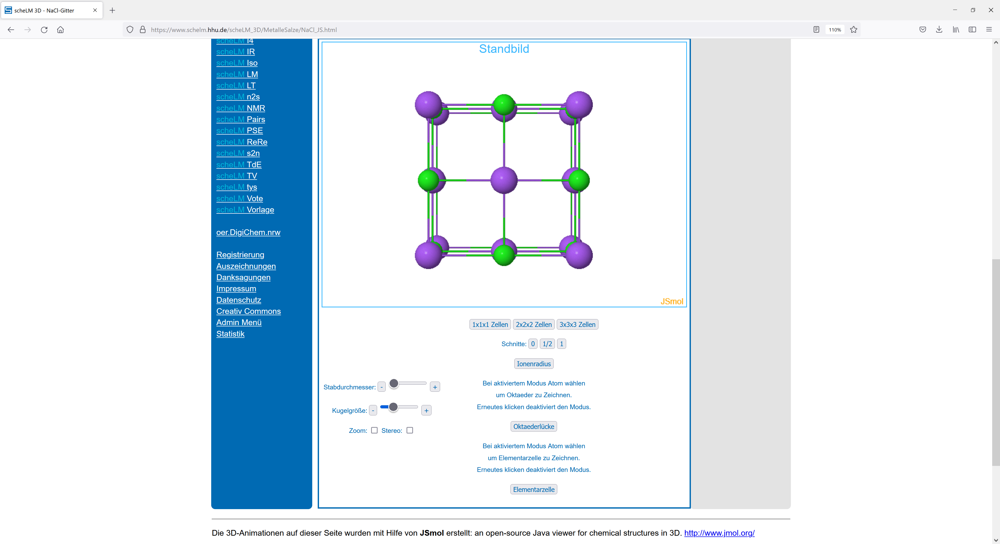 scheLM 3D - NaCl-Gitter
https://www.schelm.hhu.de/scheLM_3D/MetalleSalze/NaCl_JS.html
110%
scheLM I4
scheLM IR
scheLM Iso
scheLM LM
scheLM LT
scheLM n2s
scheLM NMR
scheLM Pairs
scheLM PSE
scheLM ReRe
scheLM s2n
scheLM TdE
scheLM TV
scheLM tys
scheLM Vote
scheLM Vorlage
oer.DigiChem.nrw
Registrierung
Auszeichnungen
Danksagungen
Impressum
Datenschutz
Creativ Commons
Admin Menü
Statistik
Standbild
JSmol
1x1x1 Zellen 2x2x2 Zellen 3x3x3 Zellen
Schnitte: 0 1/2 1
Ionenradius
Stabdurchmesser: - +
Kugelgröße: - +
Zoom: Stereo:
Bei aktiviertem Modus Atom wählen
um Oktaeder zu Zeichnen.
Erneutes klicken deaktiviert den Modus.
Oktaederlücke
Bei aktiviertem Modus Atom wählen
um Elementarzelle zu Zeichnen.
Erneutes klicken deaktiviert den Modus.
Elementarzelle
Die 3D-Animationen auf dieser Seite wurden mit Hilfe von JSmol erstellt: an open-source Java viewer for chemical structures in 3D. http://www.jmol.org/